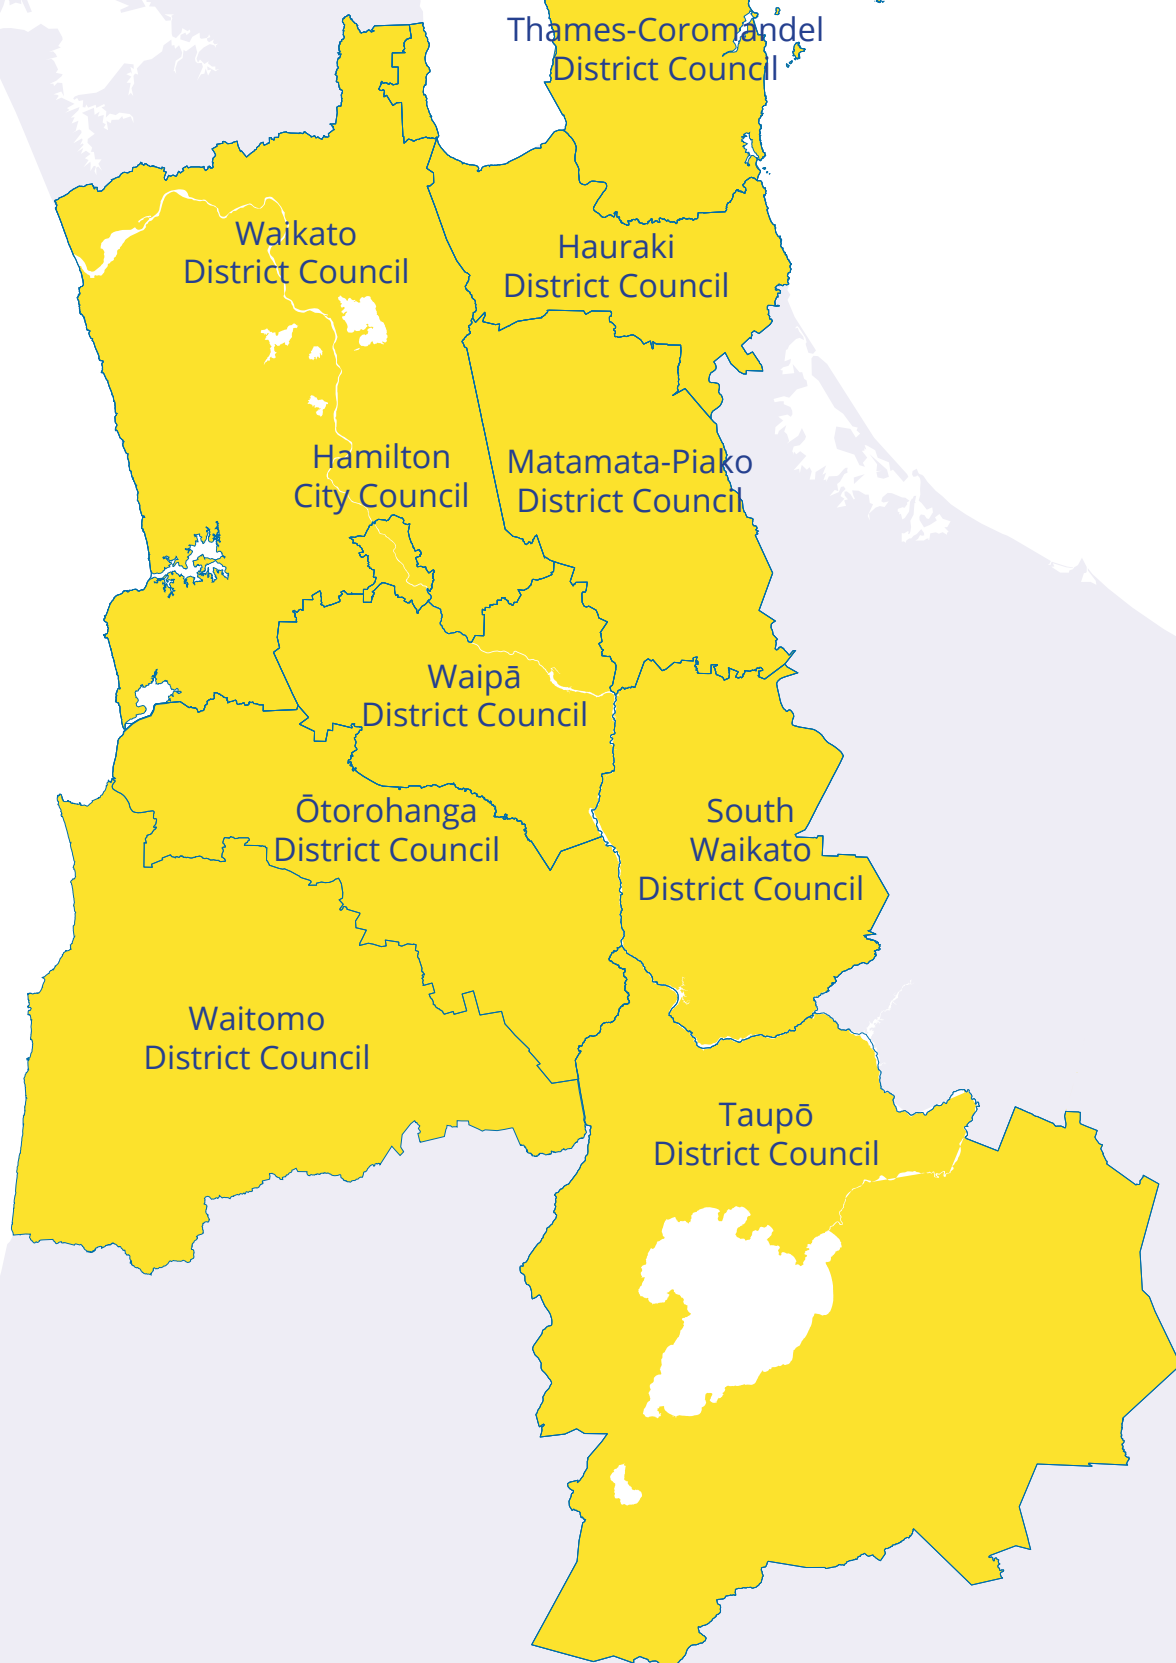 Thames-Coromandel
District Council
Waikato
District Council
Hauraki
District Council
Hamilton
City Council
Matamata-Piako
District Council
Waipā
District Council
Ōtorohanga
District Council
South
Waikato
District Council
Waitomo
District Council
Taupō
District Council